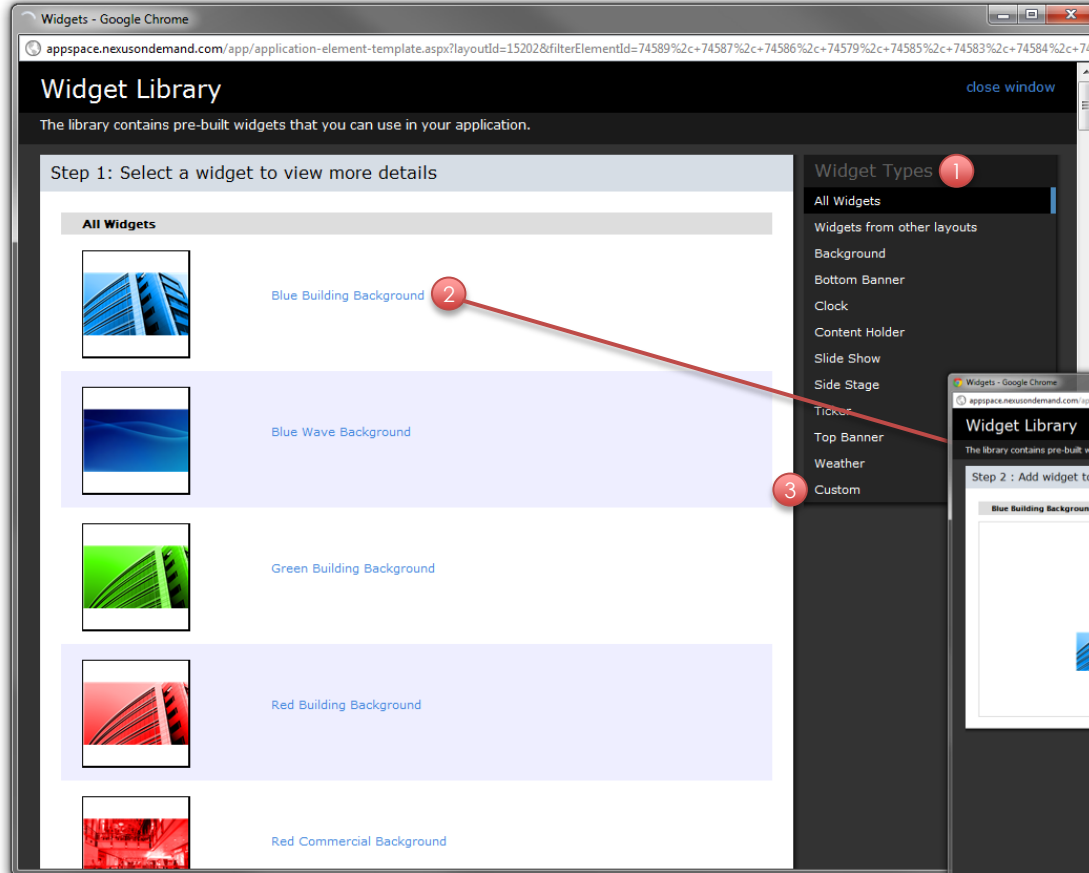 Widgets - Google Chrome
appspace.nexusondemand.com/app/application-element-template.aspx?layoutId=15202&filterElementId=74589%2c+74587%2c+74586%2c+74579%2c+74585%2c+74583%2c+74584%2c+74
Widget Library
close window
The library contains pre-built widgets that you can use in your application.
Step 1: Select a widget to view more details
All Widgets
Blue Building Background
2
Blue Wave Background
Green Building Background
Red Building Background
Red Commercial Background
Widget Types
1
All Widgets
Widgets from other layouts
Background
Bottom Banner
Clock
Content Holder
Slide Show
Side Stage
Ticker
Top Banner
Weather
3
Custom
Widgets - Google Chrome
appspace.nexusondemand.com/ap
Widget Library
The library contains pre-built w
Step 2 : Add widget to
Blue Building Backgroun